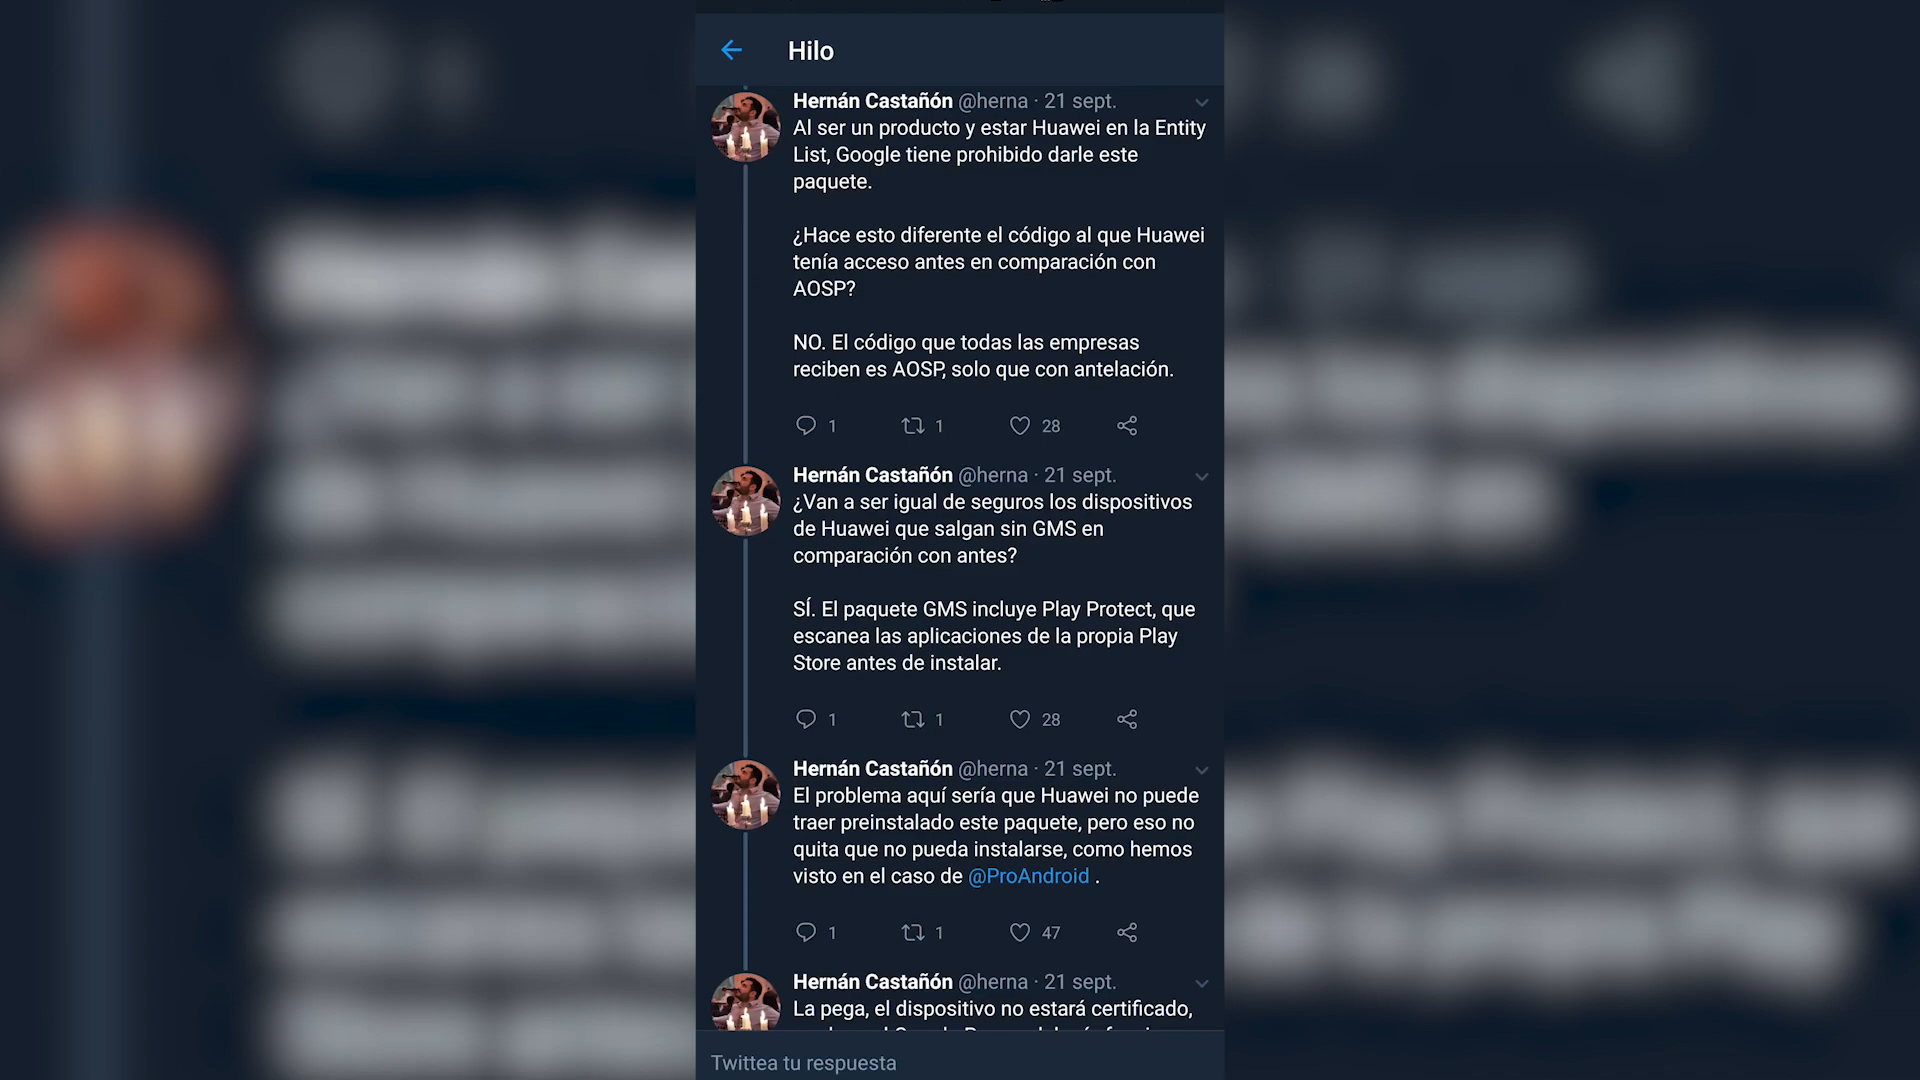 Hilo
Hernán Castañón @herna · 21 sept.
Al ser un producto y estar Huawei en la Entity
List, Google tiene prohibido darle este
paquete.
¿Hace esto diferente el código al que Huawei
tenía acceso antes en comparación con
AOSP?
NO. El código que todas las empresas
reciben es AOSP, solo que con antelación.
1 1 28
Hernán Castañón @herna · 21 sept.
¿Van a ser igual de seguros los dispositivos
de Huawei que salgan sin GMS en
comparación con antes?
SÍ. El paquete GMS incluye Play Protect, que
escanea las aplicaciones de la propia Play
Store antes de instalar.
1 1 28
Hernán Castañón @herna · 21 sept.
El problema aquí sería que Huawei no puede
traer preinstalado este paquete, pero eso no
quita que no pueda instalarse, como hemos
visto en el caso de @ProAndroid .
1 1 47
Hernán Castañón @herna · 21 sept.
La pega, el dispositivo no estará certificado,
Twittea tu respuesta